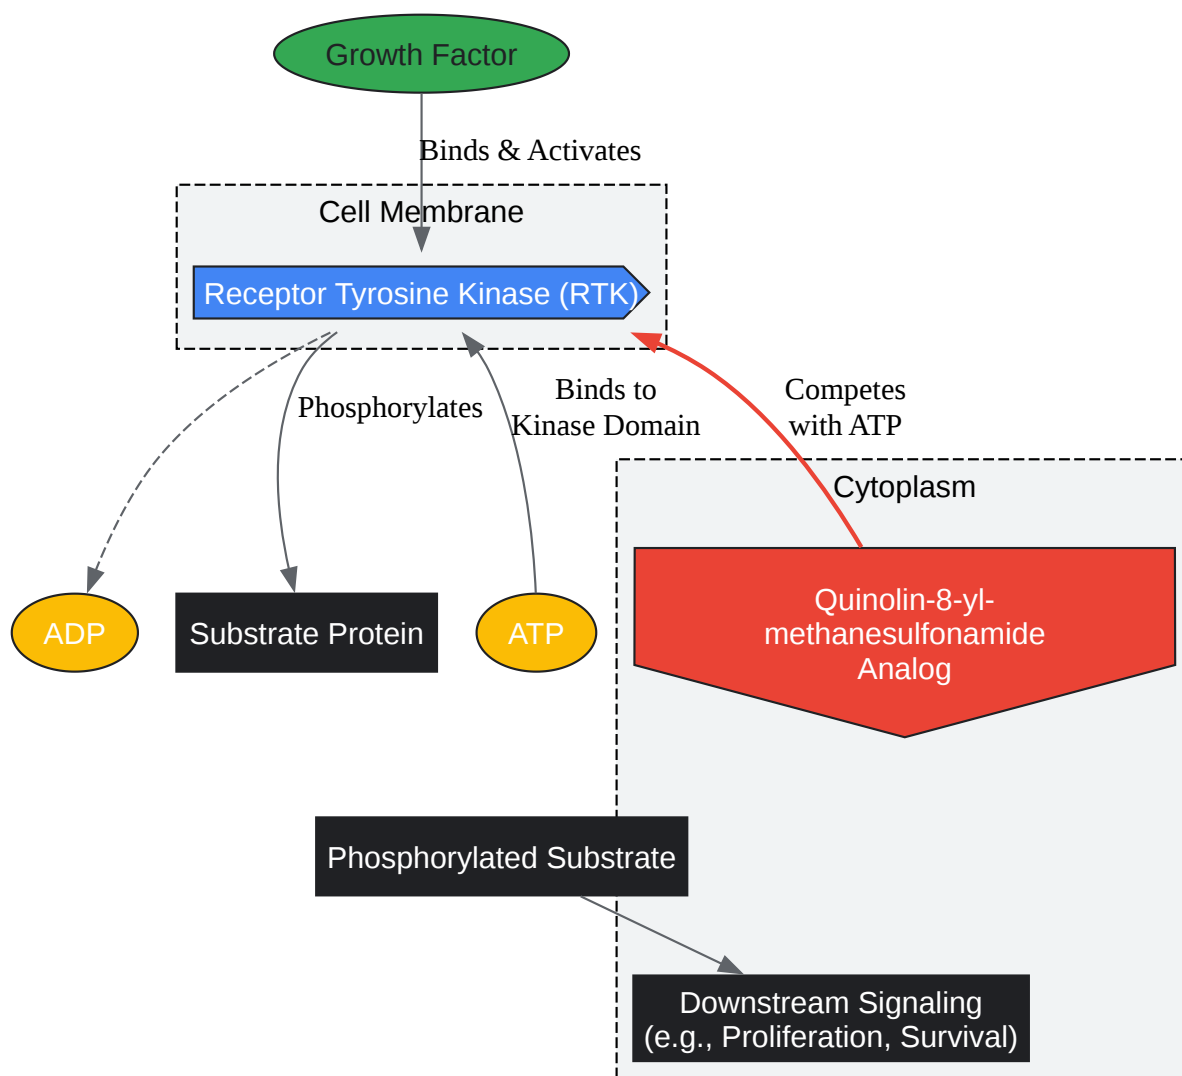 Growth Factor
Binds & Activates
Cell Membrane
Receptor Tyrosine Kinase (RTK)
Phosphorylates
Binds to
Kinase Domain
Competes
with ATP
Cytoplasm
ADP
Substrate Protein
ATP
Quinolin-8-yl-
methanesulfonamide
Analog
Phosphorylated Substrate
Downstream Signaling
(e.g., Proliferation, Survival)